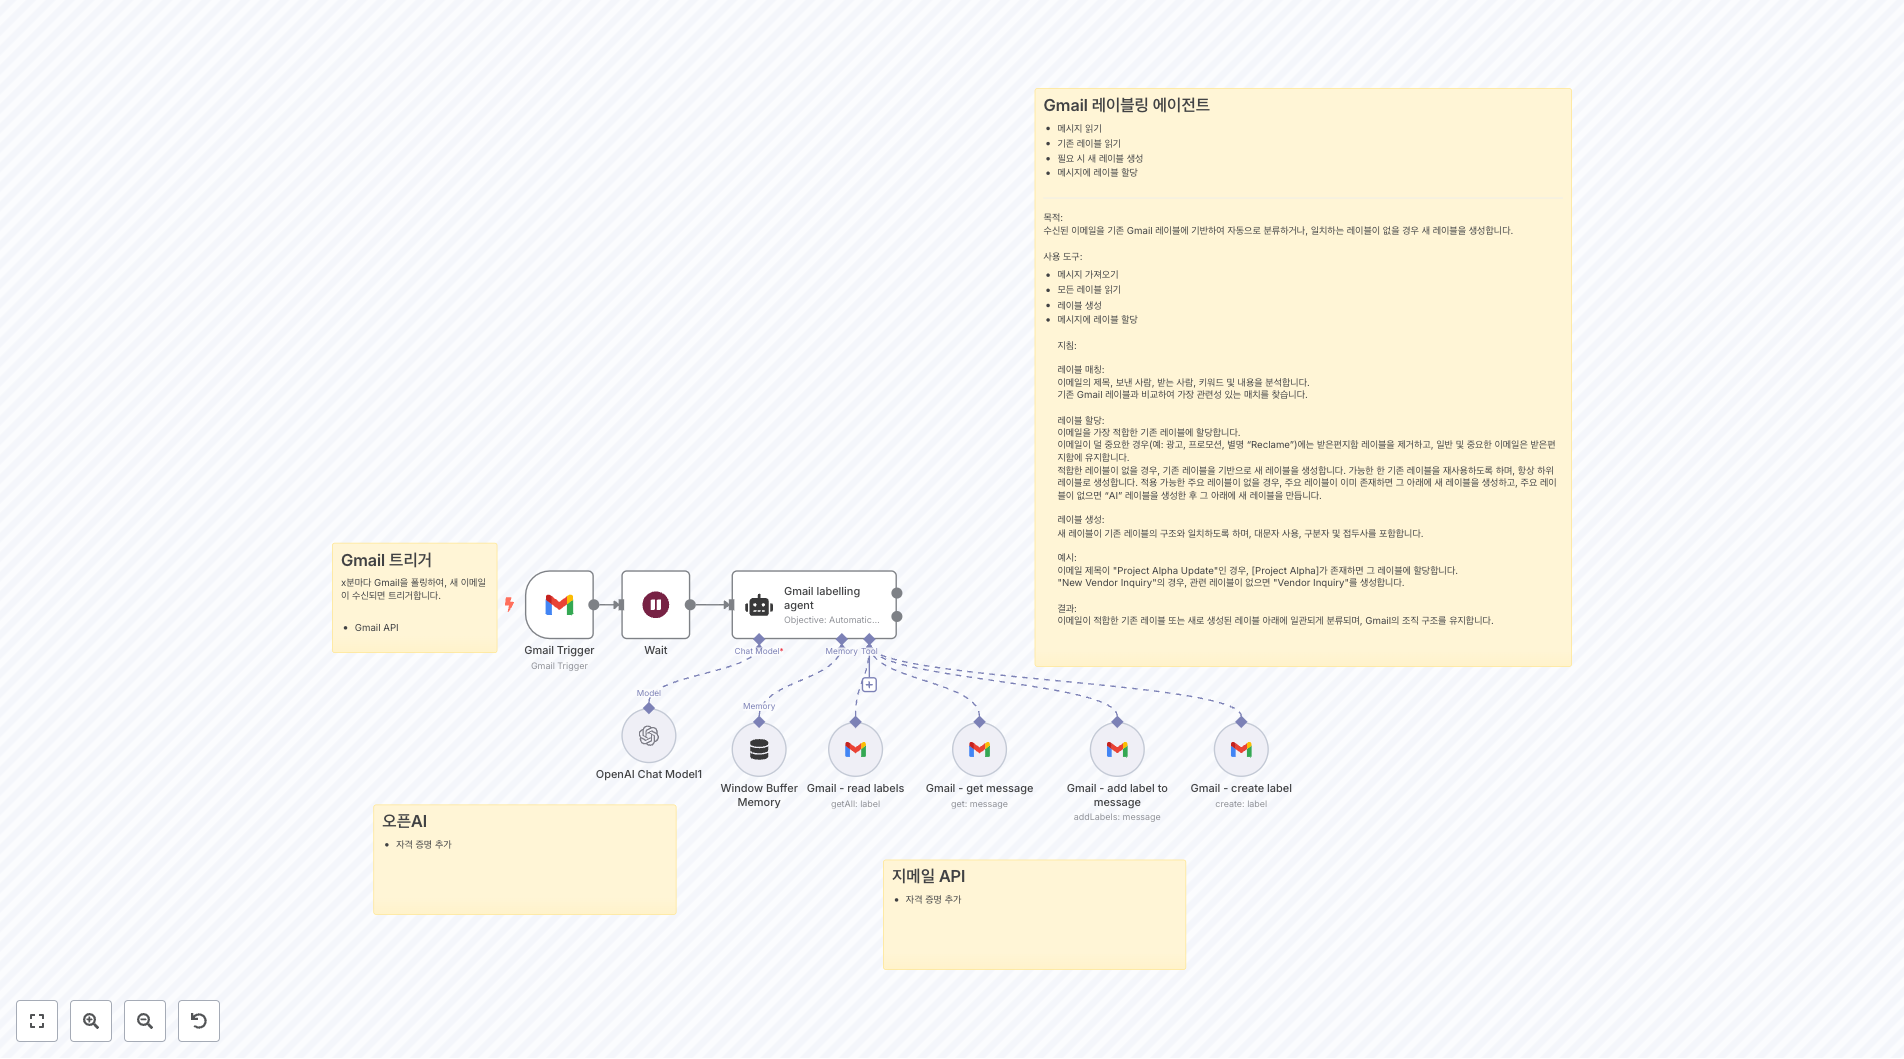 Gmail 레이블링 에이전트
메시지 읽기
기존 레이블 읽기
필요 시 새 레이블 생성
메시지에 레이블 할당
목적:
수신된 이메일을 기존 Gmail 레이블에 기반하여 자동으로 분류하거나, 일치하는 레이블이 없을 경우 새 레이블을 생성합니다.
사용 도구:
메시지 가져오기
모든 레이블 읽기
레이블 생성
메시지에 레이블 할당
지침:
레이블 매칭:
이메일의 제목, 보낸 사람, 받는 사람, 키워드 및 내용을 분석합니다.
기존 Gmail 레이블과 비교하여 가장 관련성 있는 매치를 찾습니다.
레이블 할당:
이메일을 가장 적합한 기존 레이블에 할당합니다.
이메일이 덜 중요한 경우(예: 광고, 프로모션, 별명 “Reclame”)에는 받은편지함 레이블을 제거하고, 일반 및 중요한 이메일은 받은편
지함에 유지합니다.
적합한 레이블이 없을 경우, 기존 레이블을 기반으로 새 레이블을 생성합니다. 가능한 한 기존 레이블을 재사용하도록 하며, 항상 하위
레이블로 생성합니다. 적용 가능한 주요 레이블이 없을 경우, 주요 레이블이 이미 존재하면 그 아래에 새 레이블을 생성하고, 주요 레이
블이 없으면 “AI” 레이블을 생성한 후 그 아래에 새 레이블을 만듭니다.
레이블 생성:
새 레이블이 기존 레이블의 구조와 일치하도록 하며, 대문자 사용, 구분자 및 접두사를 포함합니다.
예시:
이메일 제목이 "Project Alpha Update"인 경우, [Project Alpha]가 존재하면 그 레이블에 할당합니다.
"New Vendor Inquiry"의 경우, 관련 레이블이 없으면 "Vendor Inquiry"를 생성합니다.
결과:
이메일이 적합한 기존 레이블 또는 새로 생성된 레이블 아래에 일관되게 분류되며, Gmail의 조직 구조를 유지합니다.
Gmail 트리거
x분마다 Gmail을 폴링하여, 새 이메일
이 수신되면 트리거합니다.
Gmail API
Gmail Trigger
Gmail Trigger
Wait
Gmail labelling
agent
Objective: Automatic...
Chat Model*
Memory
Tool
Model
Memory
OpenAI Chat Model1
Window Buffer
Memory
Gmail - read labels
getAll: label
Gmail - get message
get: message
Gmail - add label to
message
addLabels: message
Gmail - create label
create: label
오픈AI
자격 증명 추가
지메일 API
자격 증명 추가